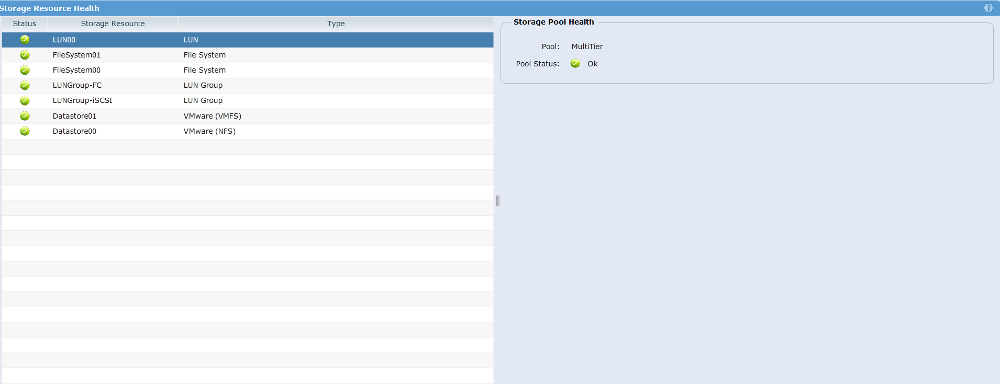 Storage Resource Health
?
Status Storage Resource Type
LUN00 LUN
FileSystem01 File System
FileSystem00 File System
LUNGroup-FC LUN Group
LUNGroup-iSCSI LUN Group
Datastore01 VMware (VMFS)
Datastore00 VMware (NFS)
Storage Pool Health
Pool: MultiTier
Pool Status: Ok